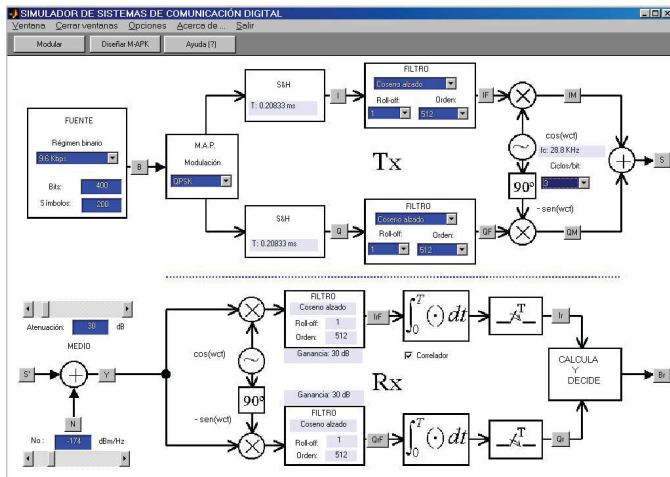 SIMULADOR DE SISTEMAS DE COMUNICACIÓN DIGITAL
Ventana Cerrar ventanas Opciones Acerca de ... Salir
Modular Diseñar M-APK Ayuda (?)
FUENTE
Régimen binario
9.6 Kbps
Bits: 400
Símbolos: 200
B
M.A.P.
Modulación
QPSK
S&H
T: 0.20833 ms
I
FILTRO
Coseno alzado
Roll-off: Orden:
1 512
IF
IM
Tx
cos(wct)
fc: 28.8 KHz
Ciclos/bit:
3
90º
- sen(wct)
S
S&H
T: 0.20833 ms
Q
FILTRO
Coseno alzado
Roll-off: Orden:
1 512
QF
QM
Atenuación: 30 dB
MEDIO
S'
Y
N
No : -174 dBm/Hz
cos(wct)
90º
- sen(wct)
FILTRO
Coseno alzado
Roll-off: 1
Orden: 512
Ganancia: 30 dB
IrF
∫₀ᵀ (·) dt
Correlador
T
Ir
Rx
Ganancia: 30 dB
FILTRO
Coseno alzado
Roll-off: 1
Orden: 512
QrF
∫₀ᵀ (·) dt
T
Qr
CALCULA
Y
DECIDE
Br